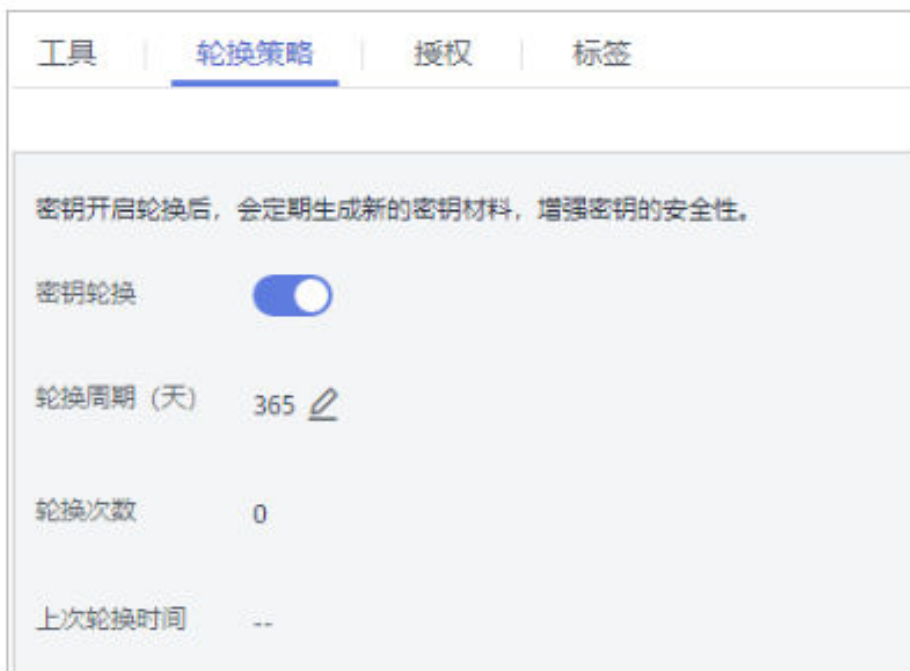 工具 轮换策略 授权 标签
密钥开启轮换后，会定期生成新的密钥材料，增强密钥的安全性。
密钥轮换
轮换周期（天） 365
轮换次数 0
上次轮换时间 --